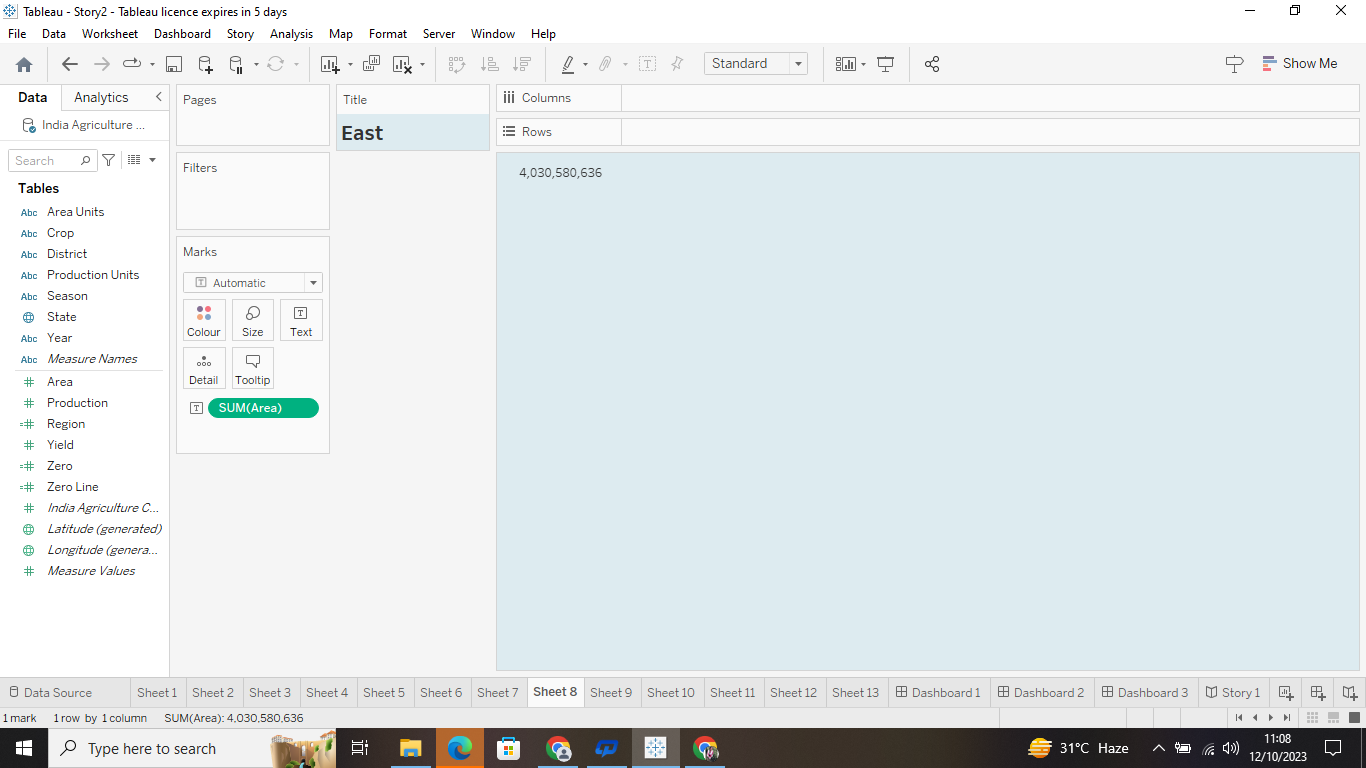 Tableau - Story2 - Tableau licence expires in 5 days
File Data Worksheet Dashboard Story Analysis Map Format Server Window Help
Standard
Show Me
Data Analytics
India Agriculture ...
Search
Tables
Abc Area Units
Abc Crop
Abc District
Abc Production Units
Abc Season
State
Abc Year
Abc Measure Names
# Area
# Production
=# Region
# Yield
=# Zero
=# Zero Line
# India Agriculture C...
Latitude (generated)
Longitude (genera...
# Measure Values
Pages
Filters
Marks
T Automatic
Colour Size T Text
Detail Tooltip
T SUM(Area)
Title
East
Columns
Rows
4,030,580,636
Data Source Sheet 1 Sheet 2 Sheet 3 Sheet 4 Sheet 5 Sheet 6 Sheet 7 Sheet 8 Sheet 9 Sheet 10 Sheet 11 Sheet 12 Sheet 13 Dashboard 1 Dashboard 2 Dashboard 3 Story 1
1 mark 1 row by 1 column SUM(Area): 4,030,580,636
Type here to search
31°C Haze
11:08
12/10/2023